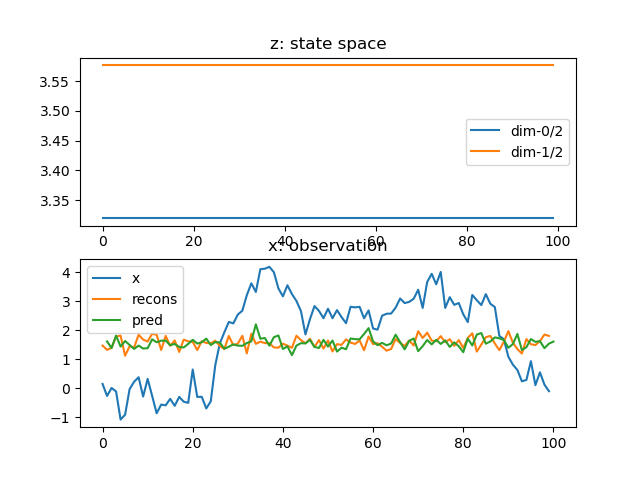 z: state space
3.55
3.50
3.45
3.40
3.35
dim-0/2
dim-1/2
0 20 40 60 80 100
x: observation
4
3
2
1
0
−1
x
recons
pred
0 20 40 60 80 100